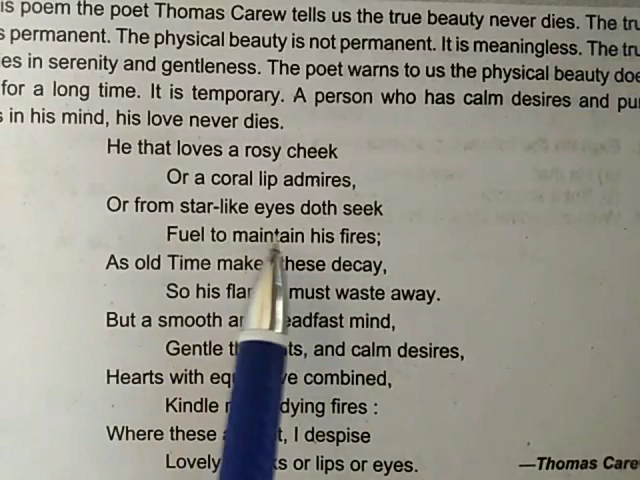 is poem the poet Thomas Carew tells us the true beauty never dies. The tru
s permanent. The physical beauty is not permanent. It is meaningless. The tru
es in serenity and gentleness. The poet warns to us the physical beauty doe
for a long time. It is temporary. A person who has calm desires and pu
s in his mind, his love never dies.
He that loves a rosy cheek
Or a coral lip admires,
Or from star-like eyes doth seek
Fuel to maintain his fires;
As old Time make these decay,
So his fla must waste away.
But a smooth a eadfast mind,
Gentle t ts, and calm desires,
Hearts with eq ve combined,
Kindle dying fires :
Where these t, I despise
Lovely ks or lips or eyes.
—Thomas Care